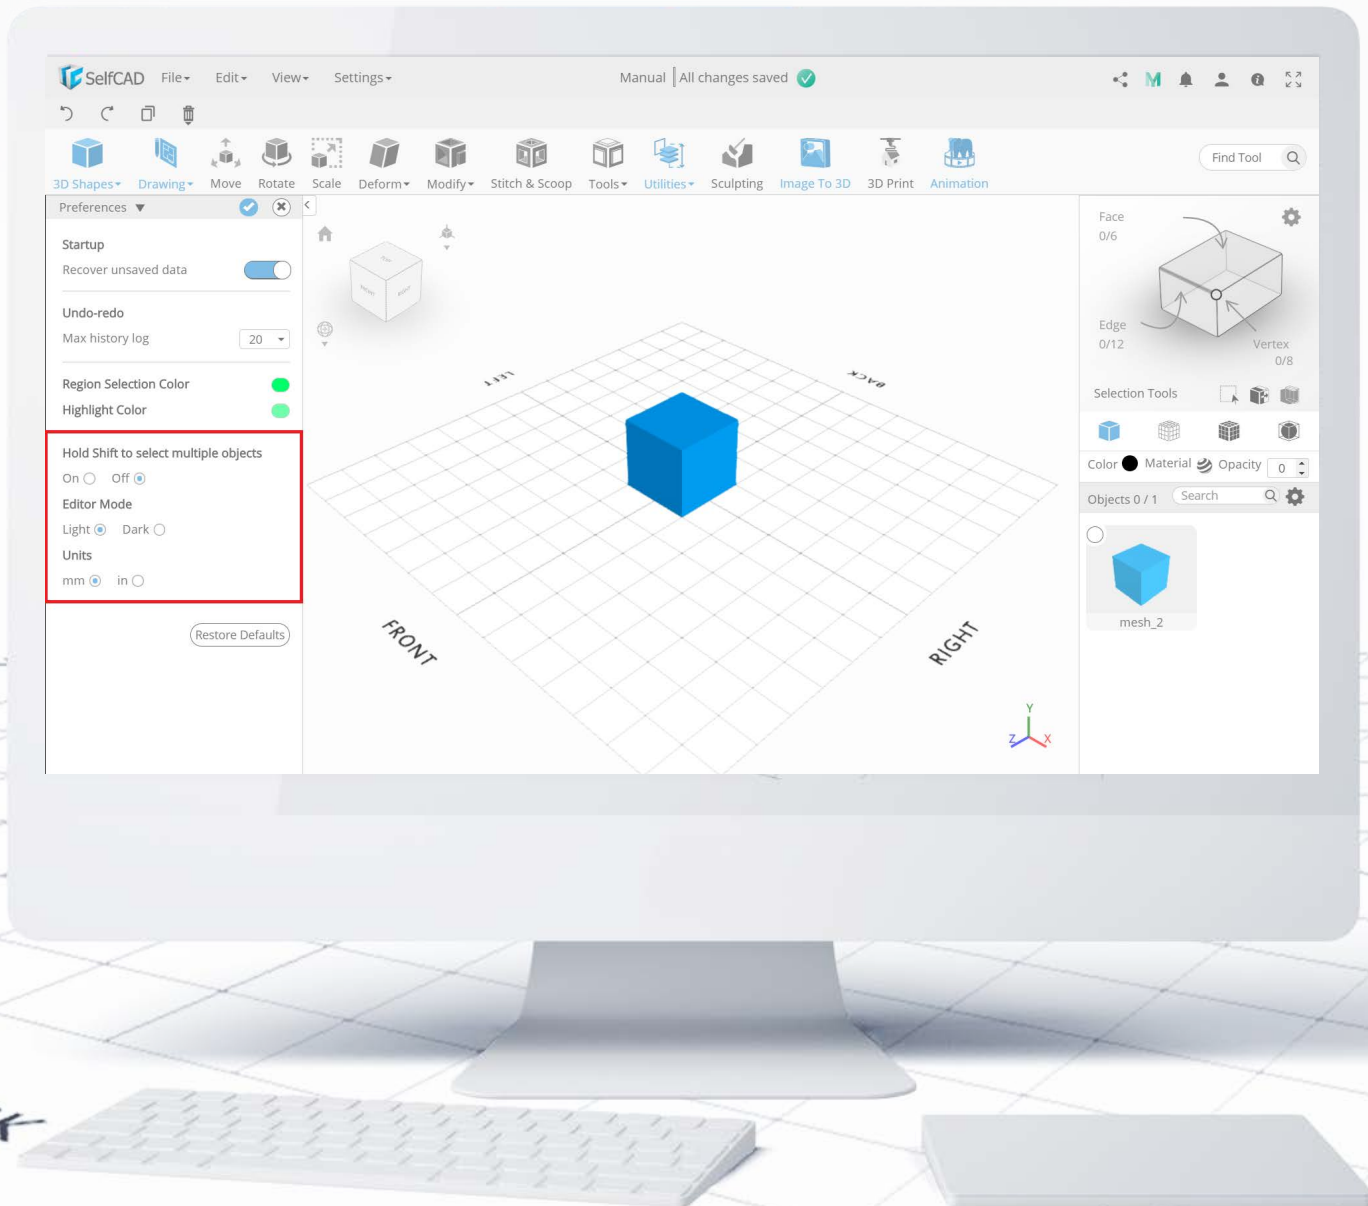 SelfCAD File Edit View Settings Manual All changes saved
3D Shapes Drawing Move Rotate Scale Deform Modify Stitch & Scoop Tools Utilities Sculpting Image To 3D 3D Print Animation Find Tool
Preferences
Startup
Recover unsaved data
Undo-redo
Max history log 20
Region Selection Color
Highlight Color
Hold Shift to select multiple objects
On Off
Editor Mode
Light Dark
Units
mm in
Restore Defaults
TOP
FRONT RIGHT
LEFT
BACK
FRONT
RIGHT
Y
Z X
Face
0/6
Edge
0/12
Vertex
0/8
Selection Tools
Color Material Opacity 0
Objects 0 / 1 Search
mesh_2